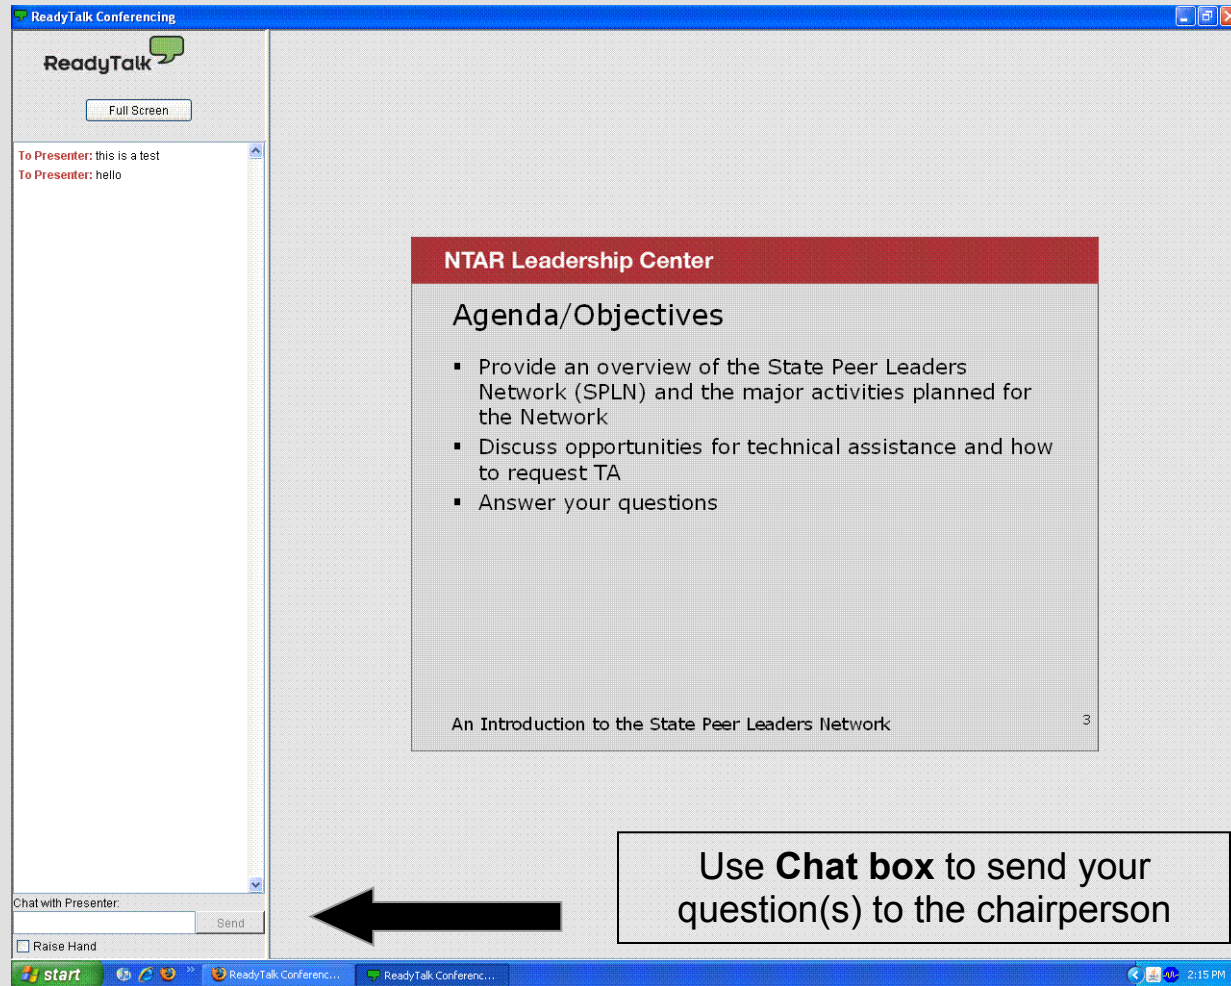 ReadyTalk Conferencing
ReadyTalk
Full Screen
To Presenter: this is a test
To Presenter: hello
NTAR Leadership Center
Agenda/Objectives
▪ Provide an overview of the State Peer Leaders
Network (SPLN) and the major activities planned for
the Network
▪ Discuss opportunities for technical assistance and how
to request TA
▪ Answer your questions
An Introduction to the State Peer Leaders Network
3
Use Chat box to send your
question(s) to the chairperson
Chat with Presenter:
Send
Raise Hand
start
ReadyTalk Conferenc...
ReadyTalk Conferenc...
2:15 PM